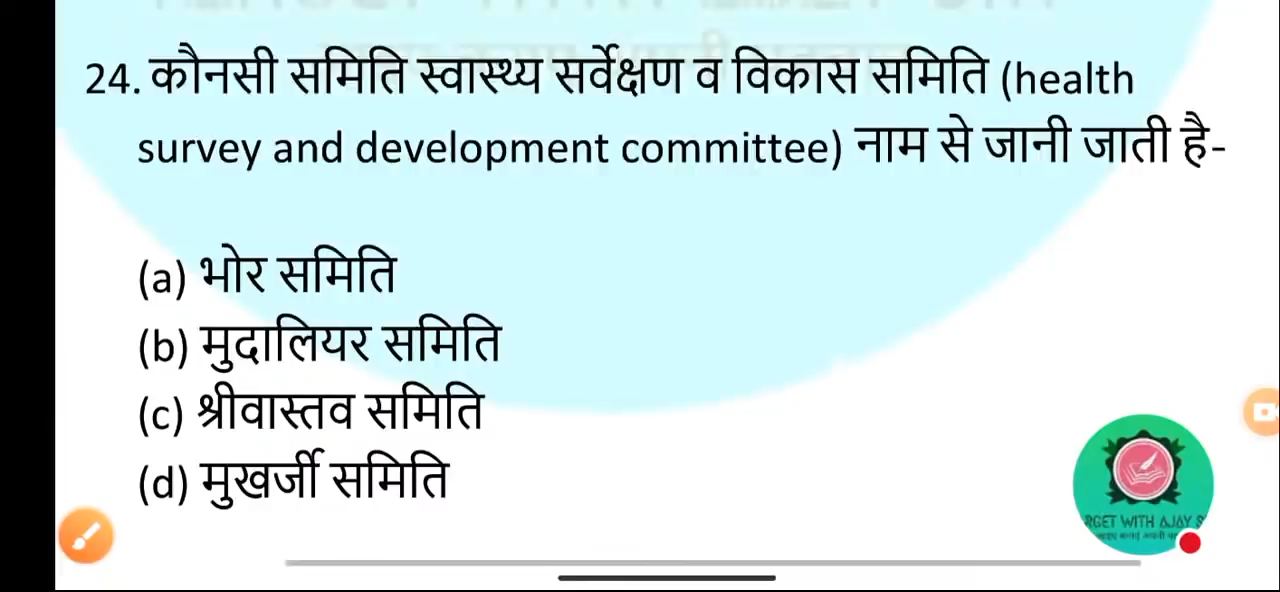 24. कौनसी समिति स्वास्थ्य सर्वेक्षण व विकास समिति (health
survey and development committee) नाम से जानी जाती है-
(a) भोर समिति
(b) मुदालियर समिति
(c) श्रीवास्तव समिति
(d) मुखर्जी समिति
RGET WITH AJAY S